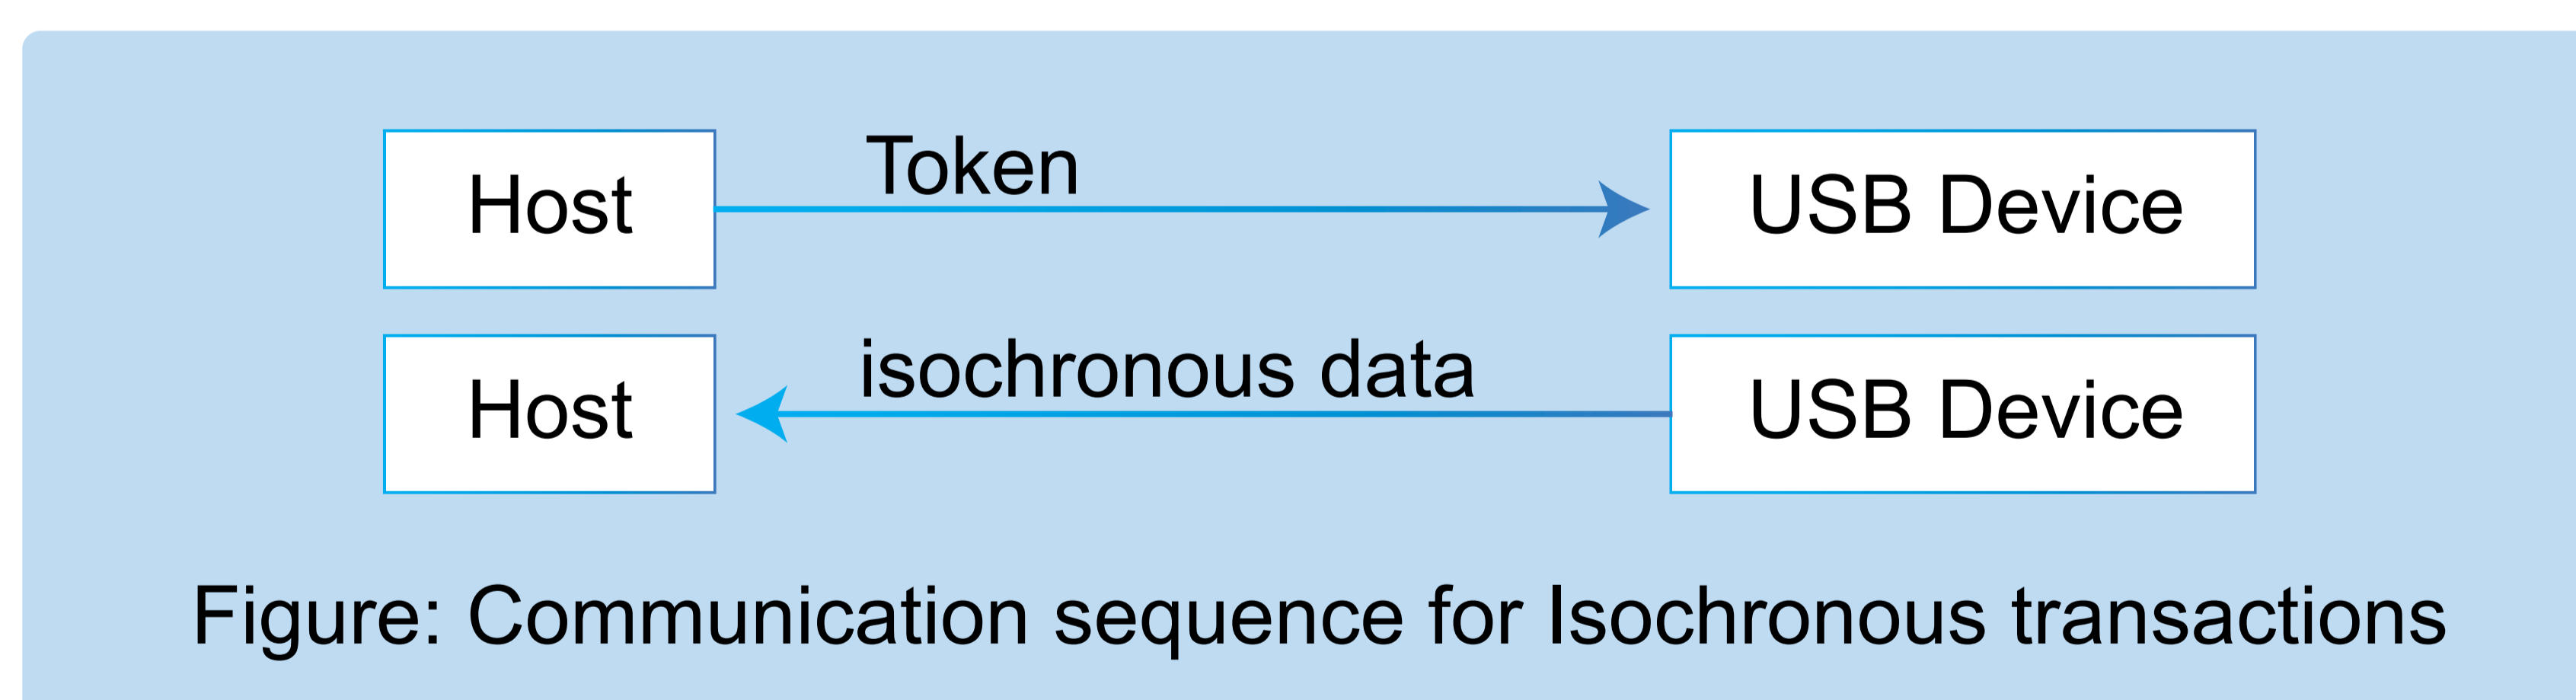 Token
Host
USB Device
isochronous data
Host
USB Device
Figure: Communication sequence for Isochronous transactions